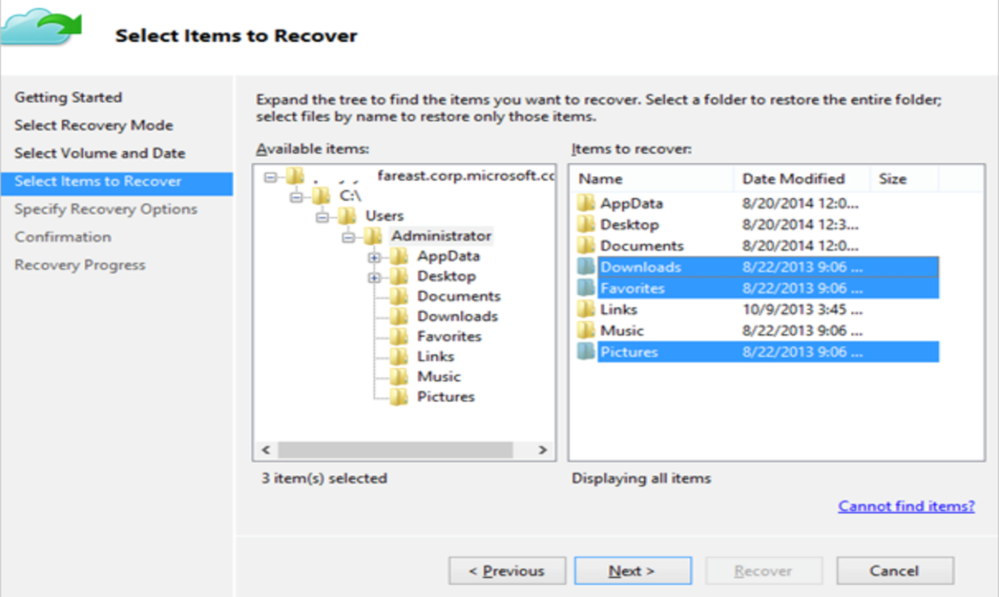 Select Items to Recover
Getting Started
Select Recovery Mode
Select Volume and Date
Select Items to Recover
Specify Recovery Options
Confirmation
Recovery Progress
Expand the tree to find the items you want to recover. Select a folder to restore the entire folder;
select files by name to restore only those items.
Available items:
fareast.corp.microsoft.cc
C:\
Users
Administrator
AppData
Desktop
Documents
Downloads
Favorites
Links
Music
Pictures
3 item(s) selected
Items to recover:
Name Date Modified Size
AppData 8/20/2014 12:0...
Desktop 8/20/2014 12:3...
Documents 8/20/2014 12:0...
Downloads 8/22/2013 9:06 ...
Favorites 8/22/2013 9:06 ...
Links 10/9/2013 3:45 ...
Music 8/22/2013 9:06 ...
Pictures 8/22/2013 9:06 ...
Displaying all items
Cannot find items?
< Previous Next > Recover Cancel